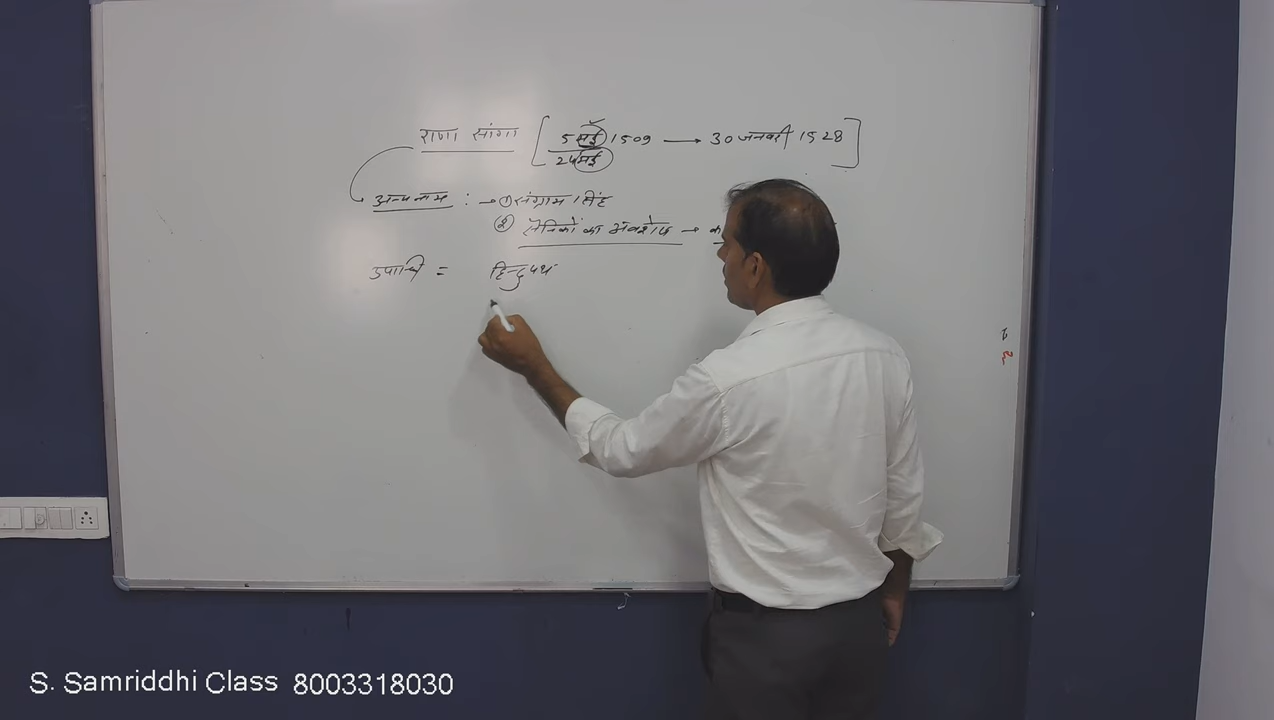 राणा सांगा [5 मई 1509 → 30 जनवरी 1528]
24 मई
अन्य नाम : → ① संग्राम सिंह
② सैनिकों का भग्नावशेष →
उपाधि = हिन्दुपथ
S. Samriddhi Class 8003318030